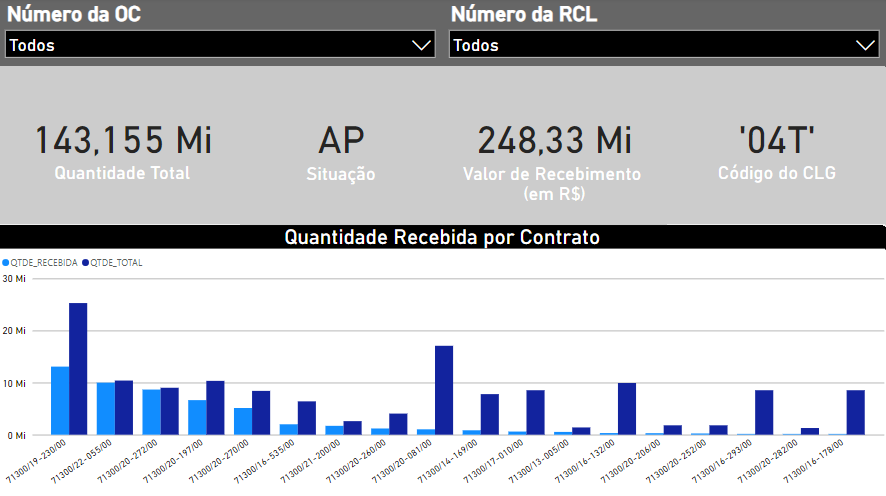 Número da OC
Número da RCL
Todos
Todos
143,155 Mi
AP
248,33 Mi
'04T'
Quantidade Total
Situação
Valor de Recebimento
(em R$)
Código do CLG
Quantidade Recebida por Contrato
QTDE_RECEBIDA QTDE_TOTAL
30 Mi
20 Mi
10 Mi
0 Mi
71300/19-230/00
71300/22-055/00
71300/20-272/00
71300/20-197/00
71300/20-270/00
71300/16-535/00
71300/21-200/00
71300/20-260/00
71300/20-081/00
71300/14-169/00
71300/17-010/00
71300/13-005/00
71300/16-132/00
71300/20-206/00
71300/20-252/00
71300/16-293/00
71300/20-282/00
71300/16-178/00